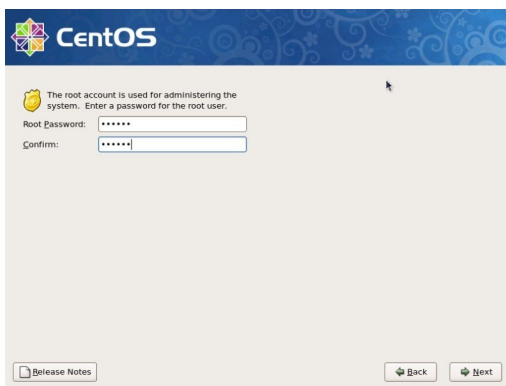 CentOS
The root account is used for administering the
system. Enter a password for the root user.
Root Password: ••••••
Confirm: ••••••
Release Notes
Back
Next